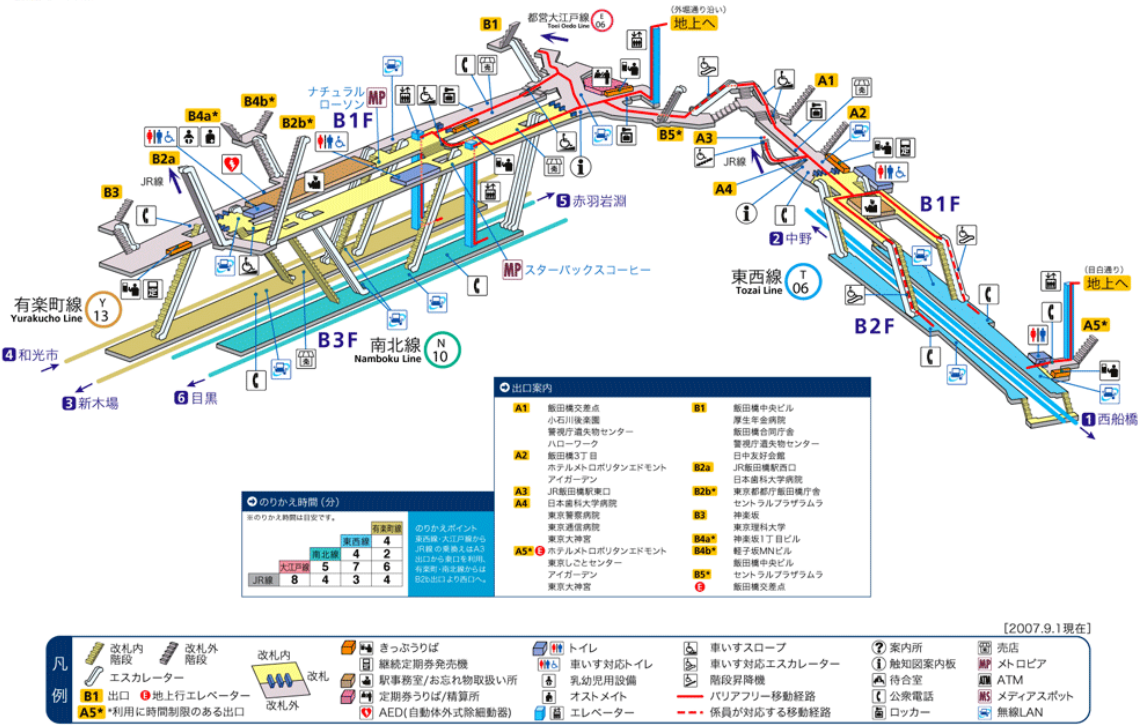 (外堀通り沿い)
地上へ
都営大江戸線
Toei Oedo Line
E
06
B1
ナチュラル
ローソン
MP
B1F
B4b*
B4a*
B2b*
B2a
JR線
B3
B5*
A1
A2
A3
JR線
A4
B1F
5 赤羽岩淵
2 中野
MP スターバックスコーヒー
東西線
Tozai Line
T
06
(目白通り)
地上へ
A5*
B2F
有楽町線
Yurakucho Line
Y
13
B3F
南北線
Namboku Line
N
10
4 和光市
3 新木場
6 目黒
1 西船橋
出口案内
A1 飯田橋交差点
小石川後楽園
警視庁遺失物センター
ハローワーク
A2 飯田橋3丁目
ホテルメトロポリタンエドモント
アイガーデン
A3 JR飯田橋駅東口
A4 日本歯科大学病院
東京警察病院
東京逓信病院
東京大神宮
A5* E ホテルメトロポリタンエドモント
東京しごとセンター
アイガーデン
東京大神宮
B1 飯田橋中央ビル
厚生年金病院
飯田橋合同庁舎
警視庁遺失物センター
日中友好会館
B2a JR飯田橋駅西口
日本歯科大学病院
B2b* 東京都都庁飯田橋庁舎
セントラルプラザラムラ
B3 神楽坂
東京理科大学
B4a* 神楽坂1丁目ビル
B4b* 軽子坂MNビル
飯田橋中央ビル
B5* セントラルプラザラムラ
E 飯田橋交差点
のりかえ時間(分)
※のりかえ時間は目安です。
有楽町線
東西線 4
南北線 4 2
大江戸線 5 7 6
JR線 8 4 3 4
のりかえポイント
東西線・大江戸線から
JR線の乗換えはA3
出口から東口を利用、
有楽町・南北線からは
B2b出口より西口へ。
[2007.9.1現在]
凡例
改札内
階段
改札外
階段
エスカレーター
B1 出口 E 地上行エレベーター
A5* *利用に時間制限のある出口
改札内
改札
改札外
きっぷうりば
継続定期券発売機
駅事務室/お忘れ物取扱い所
定期券うりば/精算所
AED(自動体外式除細動器)
トイレ
車いす対応トイレ
乳幼児用設備
オストメイト
エレベーター
車いすスロープ
車いす対応エスカレーター
階段昇降機
バリアフリー移動経路
係員が対応する移動経路
案内所
触知図案内板
待合室
公衆電話
ロッカー
売店
MP メトロピア
ATM ATM
MS メディアスポット
無線LAN